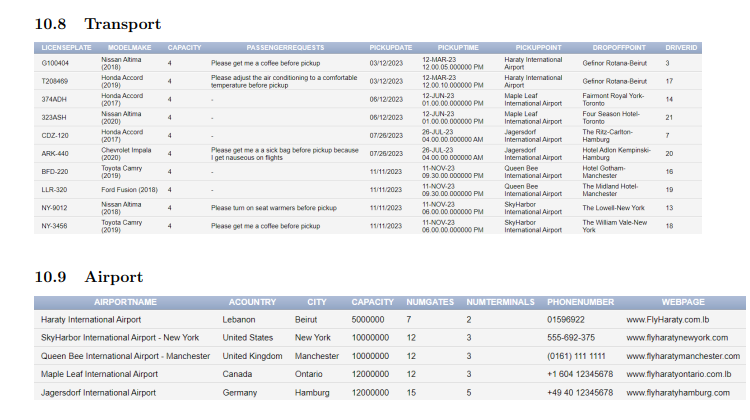 10.8 Transport
LICENSEPLATE MODELMAKE CAPACITY PASSENGERREQUESTS PICKUPDATE PICKUPTIME PICKUPPOINT DROPOFFPOINT DRIVERID
G100404 Nissan Altima (2018) 4 Please get me a coffee before pickup 03/12/2023 12-MAR-23 12.00.05.000000 PM Haraty International Airport Gefinor Rotana-Beirut 3
T208469 Honda Accord (2019) 4 Please adjust the air conditioning to a comfortable temperature before pickup 03/12/2023 12-MAR-23 12.00.10.000000 PM Haraty International Airport Gefinor Rotana-Beirut 17
374ADH Honda Accord (2017) 4 - 06/12/2023 12-JUN-23 01.00.00.000000 PM Maple Leaf International Airport Fairmont Royal York-Toronto 14
323ASH Nissan Altima (2020) 4 - 06/12/2023 12-JUN-23 01.00.00.000000 PM Maple Leaf International Airport Four Season Hotel-Toronto 21
CDZ-120 Honda Accord (2017) 4 - 07/26/2023 26-JUL-23 04.00.00.000000 AM Jagersdorf International Airport The Ritz-Carlton-Hamburg 7
ARK-440 Chevrolet Impala (2020) 4 Please get me a a sick bag before pickup because I get nauseous on flights 07/26/2023 26-JUL-23 04.00.00.000000 AM Jagersdorf International Airport Hotel Adlon Kempinski-Hamburg 20
BFD-220 Toyota Camry (2019) 4 - 11/11/2023 11-NOV-23 09.30.00.000000 PM Queen Bee International Airport Hotel Gotham-Manchester 16
LLR-320 Ford Fusion (2018) 4 - 11/11/2023 11-NOV-23 09.30.00.000000 PM Queen Bee International Airport The Midland Hotel-Manchester 19
NY-9012 Nissan Altima (2018) 4 Please turn on seat warmers before pickup 11/11/2023 11-NOV-23 06.00.00.000000 PM SkyHarbor International Airport The Lowell-New York 13
NY-3456 Toyota Camry (2019) 4 Please get me a coffee before pickup 11/11/2023 11-NOV-23 06.00.00.000000 PM SkyHarbor International Airport The William Vale-New York 18
10.9 Airport
AIRPORTNAME ACOUNTRY CITY CAPACITY NUMGATES NUMTERMINALS PHONENUMBER WEBPAGE
Haraty International Airport Lebanon Beirut 5000000 7 2 01596922 www.FlyHaraty.com.lb
SkyHarbor International Airport - New York United States New York 10000000 12 3 555-692-375 www.flyharatynewyork.com
Queen Bee International Airport - Manchester United Kingdom Manchester 10000000 12 3 (0161) 111 1111 www.flyharatymanchester.com
Maple Leaf International Airport Canada Ontario 12000000 12 3 +1 604 12345678 www.flyharatyontario.com.lb
Jagersdorf International Airport Germany Hamburg 12000000 15 5 +49 40 12345678 www.flyharatyhamburg.com